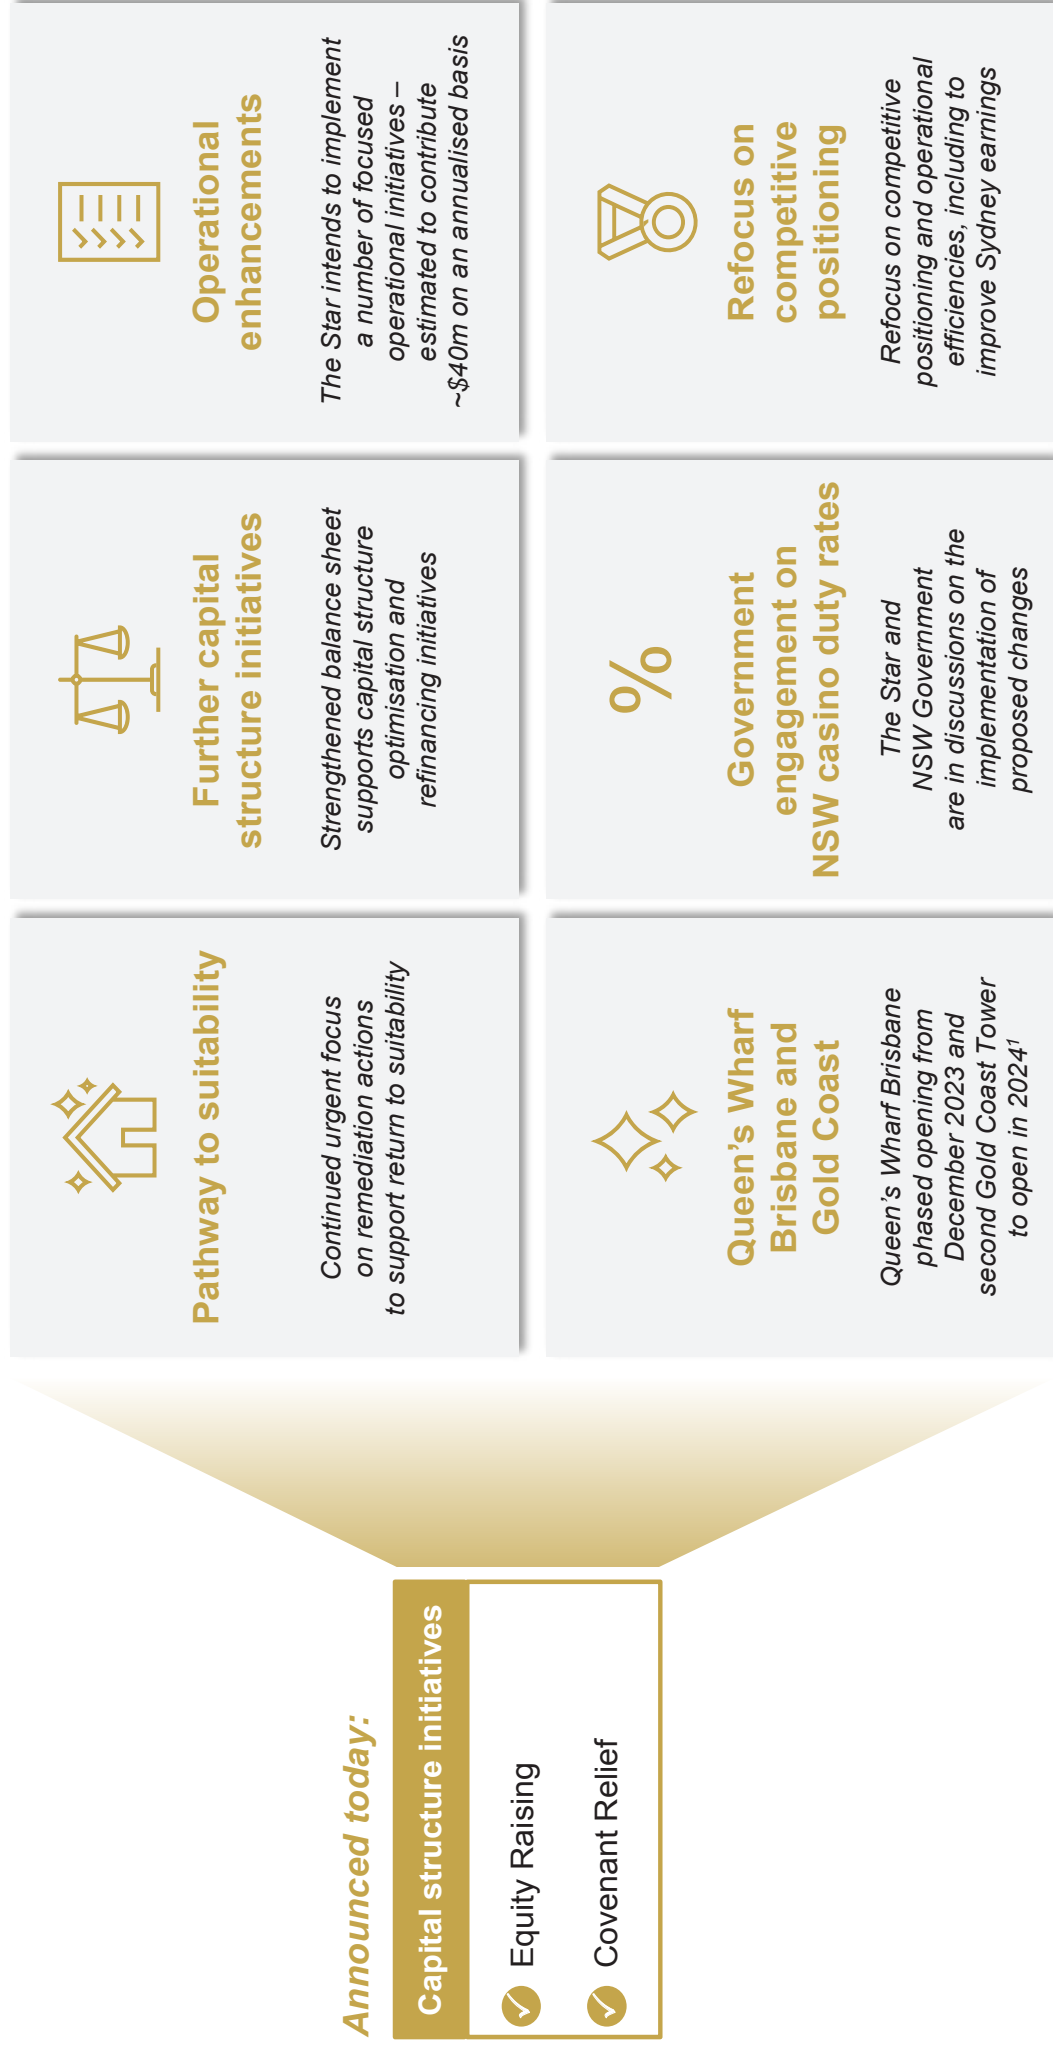 Announced today:
Capital structure initiatives
Equity Raising
Covenant Relief
Pathway to suitability
Continued urgent focus
on remediation actions
to support return to suitability
Further capital
structure initiatives
Strengthened balance sheet
supports capital structure
optimisation and
refinancing initiatives
Operational
enhancements
The Star intends to implement
a number of focused
operational initiatives –
estimated to contribute
~$40m on an annualised basis
Queen's Wharf
Brisbane and
Gold Coast
Queen's Wharf Brisbane
phased opening from
December 2023 and
second Gold Coast Tower
to open in 2024¹
%
Government
engagement on
NSW casino duty rates
The Star and
NSW Government
are in discussions on the
implementation of
proposed changes
Refocus on
competitive
positioning
Refocus on competitive
positioning and operational
efficiencies, including to
improve Sydney earnings